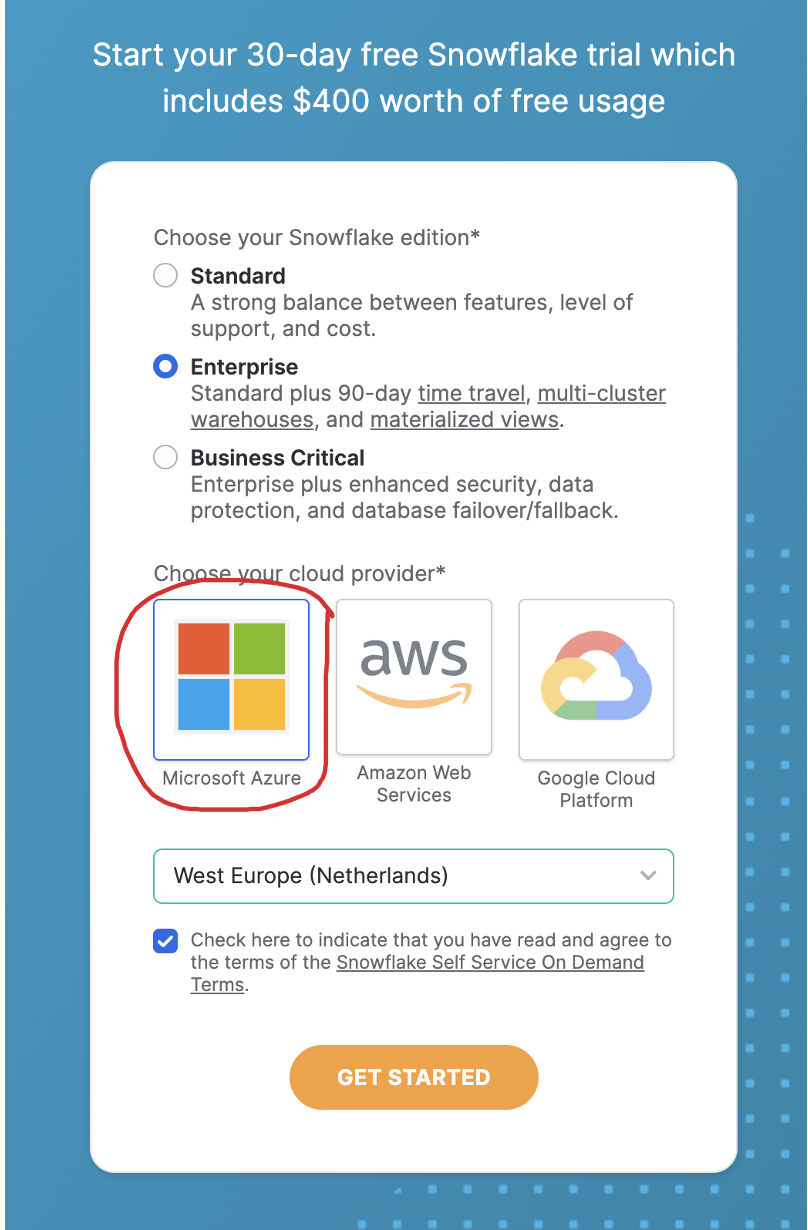 Start your 30-day free Snowflake trial which
includes $400 worth of free usage
Choose your Snowflake edition*
Standard
A strong balance between features, level of
support, and cost.
Enterprise
Standard plus 90-day time travel, multi-cluster
warehouses, and materialized views.
Business Critical
Enterprise plus enhanced security, data
protection, and database failover/fallback.
Choose your cloud provider*
aws
Microsoft Azure
Amazon Web
Services
Google Cloud
Platform
West Europe (Netherlands)
Check here to indicate that you have read and agree to
the terms of the Snowflake Self Service On Demand
Terms.
GET STARTED